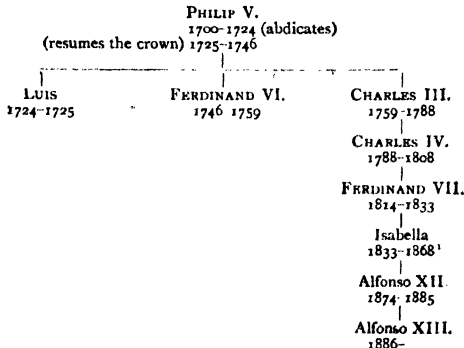 PHILIP V.
1700-1724 (abdicates)
(resumes the crown) 1725-1746
LUIS FERDINAND VI. CHARLES III.
1724-1725 1746 1759 1759-1788
CHARLES IV.
1788-1808
FERDINAND VII.
1814-1833
Isabella
1833-1868¹
Alfonso XII
1874-1885
Alfonso XIII.
1886-